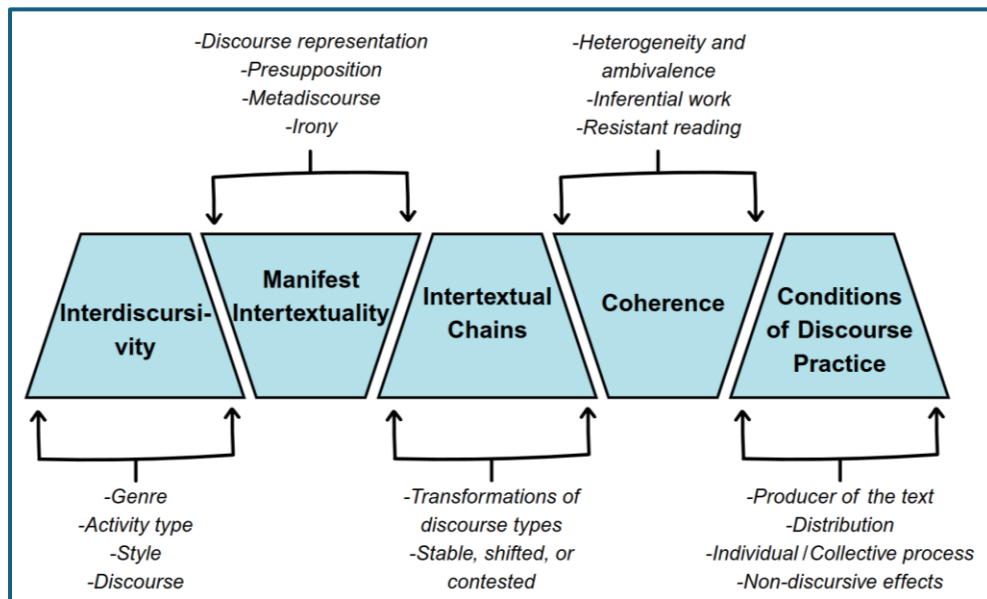 -Discourse representation
-Presupposition
-Metadiscourse
-Irony
-Heterogeneity and
ambivalence
-Inferential work
-Resistant reading
Interdiscursi-
vity
Manifest
Intertextuality
Intertextual
Chains
Coherence
Conditions
of Discourse
Practice
-Genre
-Activity type
-Style
-Discourse
-Transformations of
discourse types
-Stable, shifted, or
contested
-Producer of the text
-Distribution
-Individual/Collective process
-Non-discursive effects